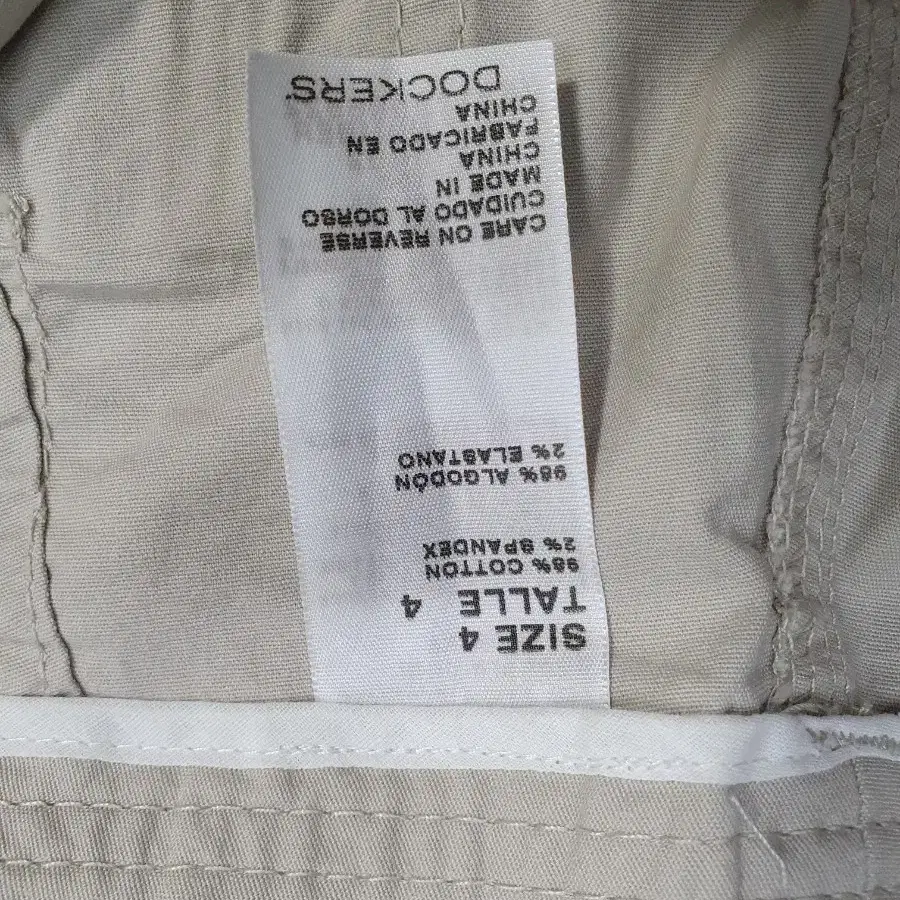 SIZE 4
TALLE 4
98% COTTON
2% SPANDEX
98% ALGODÓN
2% ELASTANO
CARE ON REVERSE
CUIDADO AL DORSO
MADE IN
CHINA
FABRICADO EN
CHINA
DOCKERS®